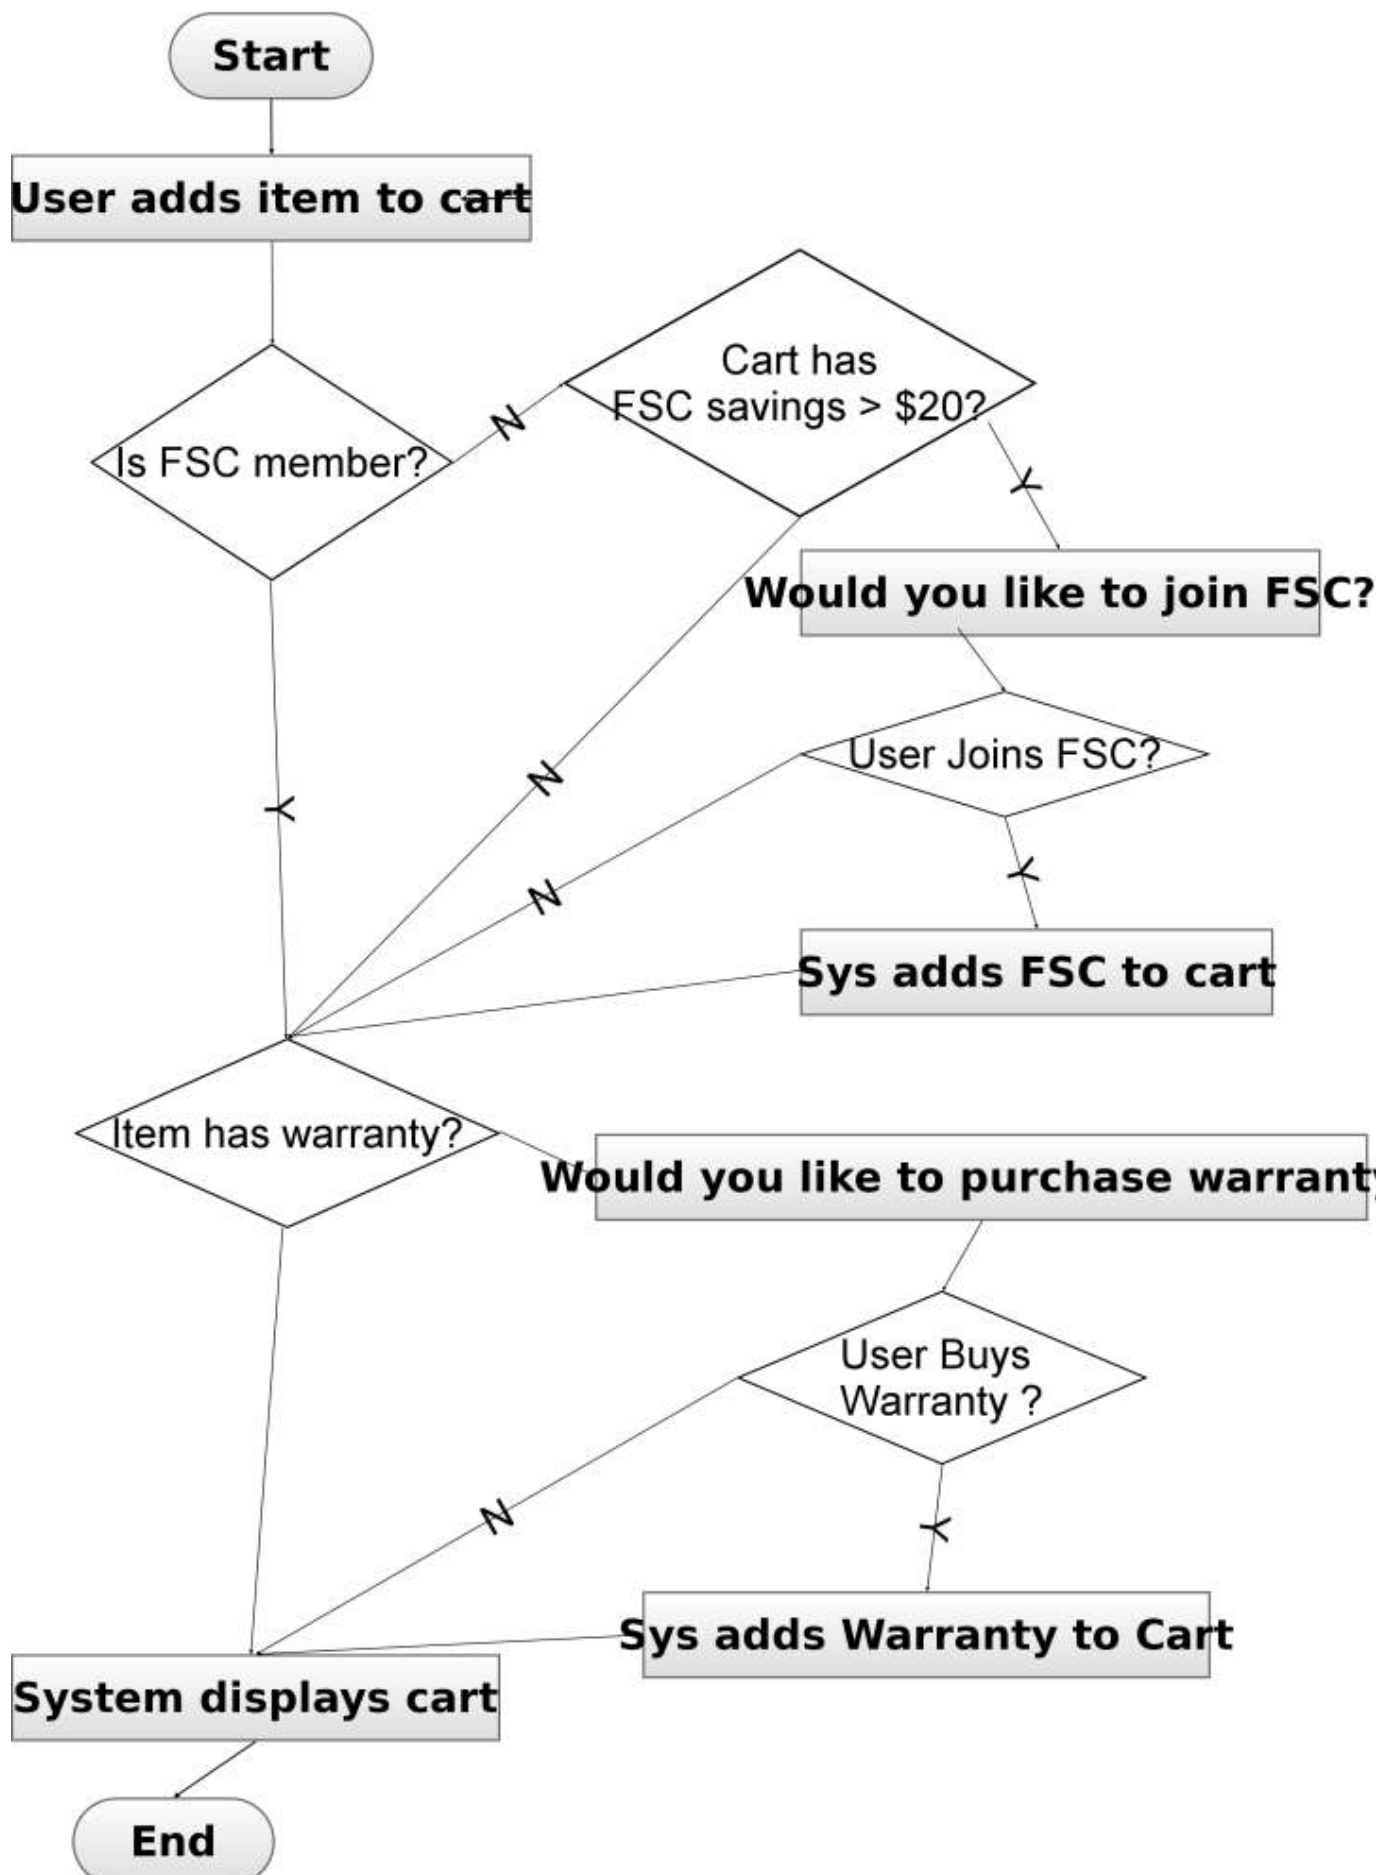 Start
User adds item to cart
Cart has
FSC savings > $20?
N
Is FSC member?
Y
Would you like to join FSC?
User Joins FSC?
N
Y
N
Y
Sys adds FSC to cart
Item has warranty?
Would you like to purchase warranty
User Buys
Warranty ?
N
Y
Sys adds Warranty to Cart
System displays cart
End